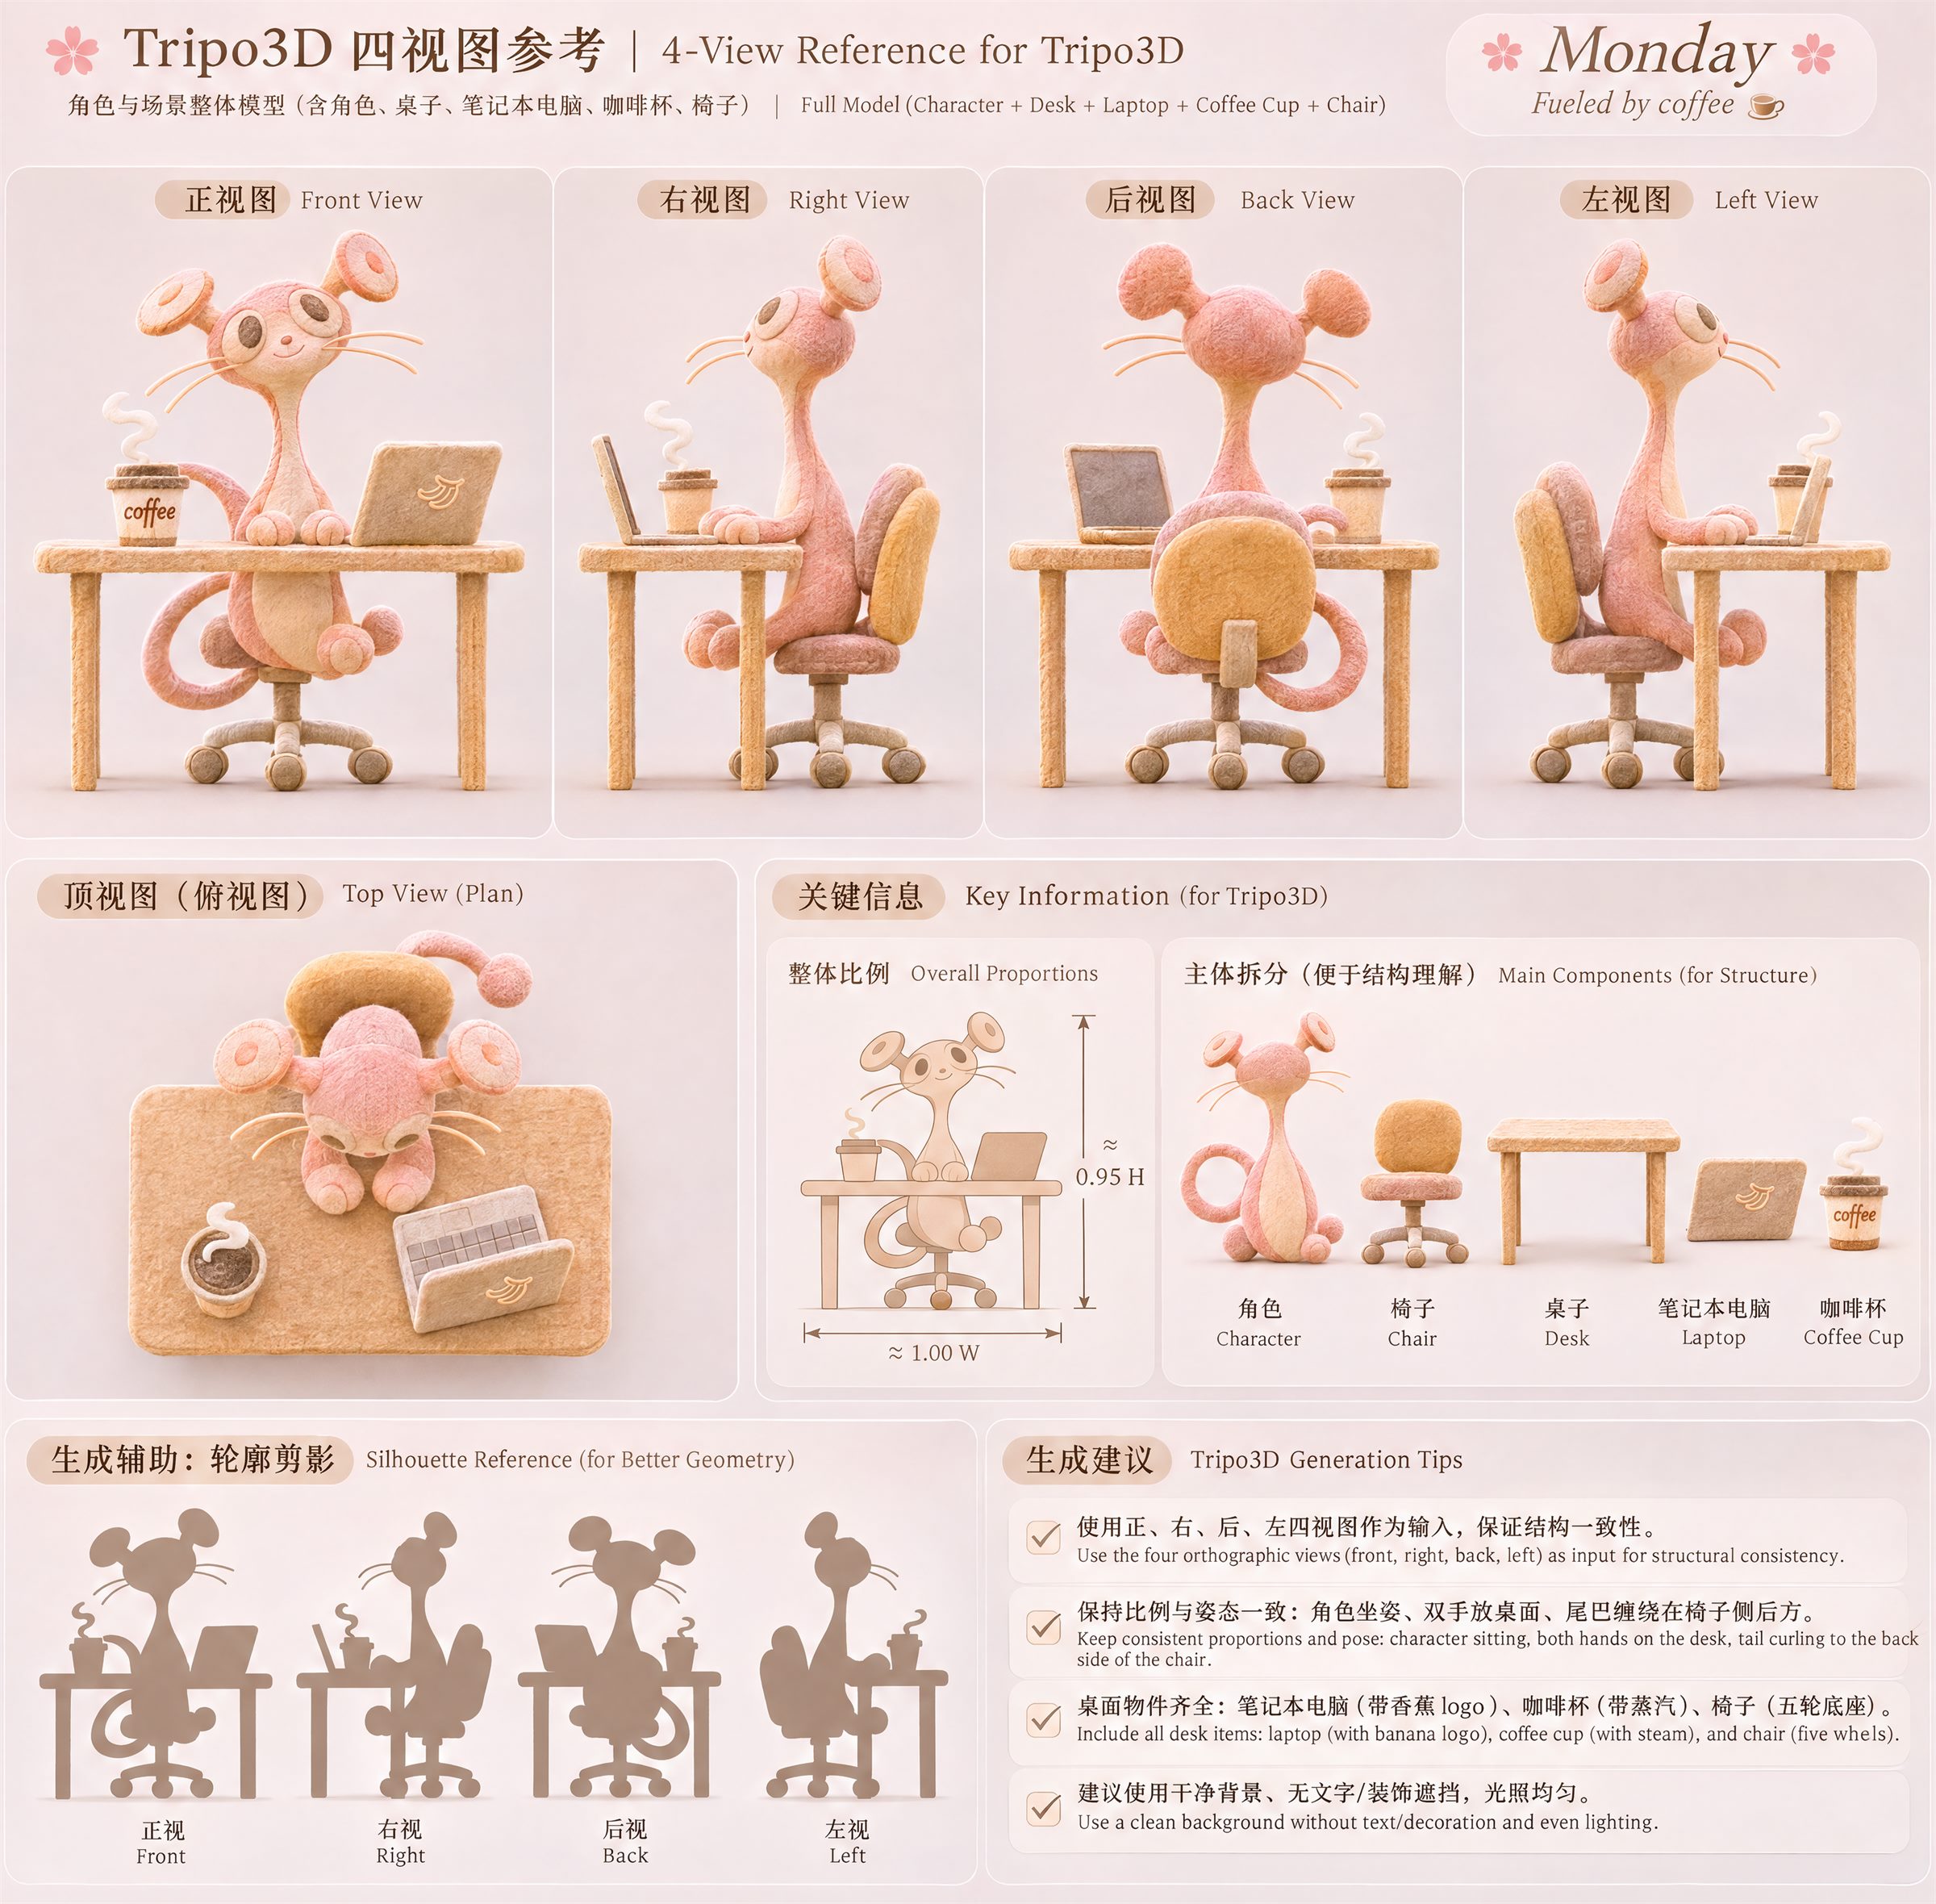 Tripo3D 四视图参考 | 4-View Reference for Tripo3D
角色与场景整体模型（含角色、桌子、笔记本电脑、咖啡杯、椅子） | Full Model (Character + Desk + Laptop + Coffee Cup + Chair)
Monday
Fueled by coffee
正视图 Front View
右视图 Right View
后视图 Back View
左视图 Left View
coffee
顶视图（俯视图） Top View (Plan)
关键信息 Key Information (for Tripo3D)
整体比例 Overall Proportions
≈
0.95 H
≈ 1.00 W
主体拆分（便于结构理解） Main Components (for Structure)
coffee
角色
Character
椅子
Chair
桌子
Desk
笔记本电脑
Laptop
咖啡杯
Coffee Cup
生成辅助：轮廓剪影 Silhouette Reference (for Better Geometry)
正视
Front
右视
Right
后视
Back
左视
Left
生成建议 Tripo3D Generation Tips
使用正、右、后、左四视图作为输入，保证结构一致性。
Use the four orthographic views (front, right, back, left) as input for structural consistency.
保持比例与姿态一致：角色坐姿、双手放桌面、尾巴缠绕在椅子侧后方。
Keep consistent proportions and pose: character sitting, both hands on the desk, tail curling to the back
side of the chair.
桌面物件齐全：笔记本电脑（带香蕉 logo）、咖啡杯（带蒸汽）、椅子（五轮底座）。
Include all desk items: laptop (with banana logo), coffee cup (with steam), and chair (five whels).
建议使用干净背景、无文字/装饰遮挡，光照均匀。
Use a clean background without text/decoration and even lighting.